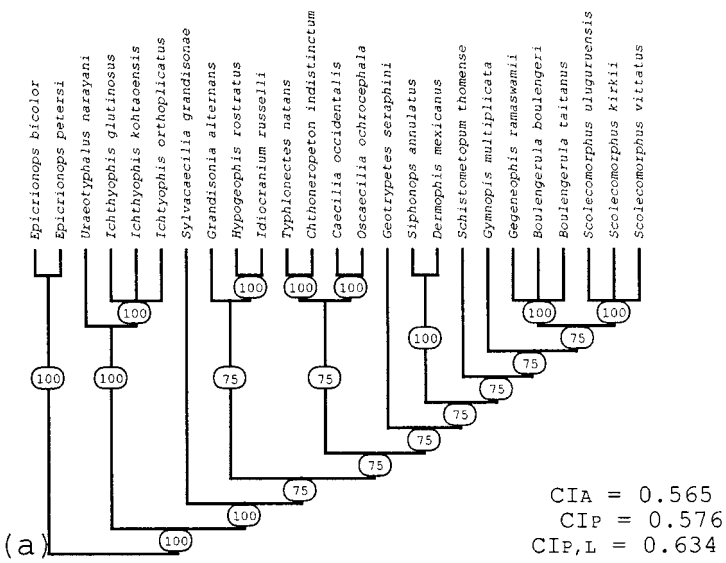 Epicrionops bicolor
Epicrionops petersi
Uraeotyphalus narayani
Ichthyophis glutinosus
Ichthyophis kohtaoensis
Ichtyophis orthoplicatus
Sylvacaecilia grandisonae
Grandisonia alternans
Hypogeophis rostratus
Idiocranium russelli
Typhlonectes natans
Chthoneropeton indistinctum
Caecilia occidentalis
Oscaecilia ochrocephala
Geotrypetes seraphini
Siphonops annulatus
Dermophis mexicanus
Schistometopum thomense
Gymnopis multiplicata
Gegeneophis ramaswamii
Boulengerula boulengeri
Boulengerula taitanus
Scolecomorphus uluguruensis
Scolecomorphus kirkii
Scolecomorphus vittatus
100 100 100
100 100 100
100
75
100 100 75 75
75
75
75
75
75
100
100
CIA = 0.565
CIP = 0.576
(a) CIP,L = 0.634